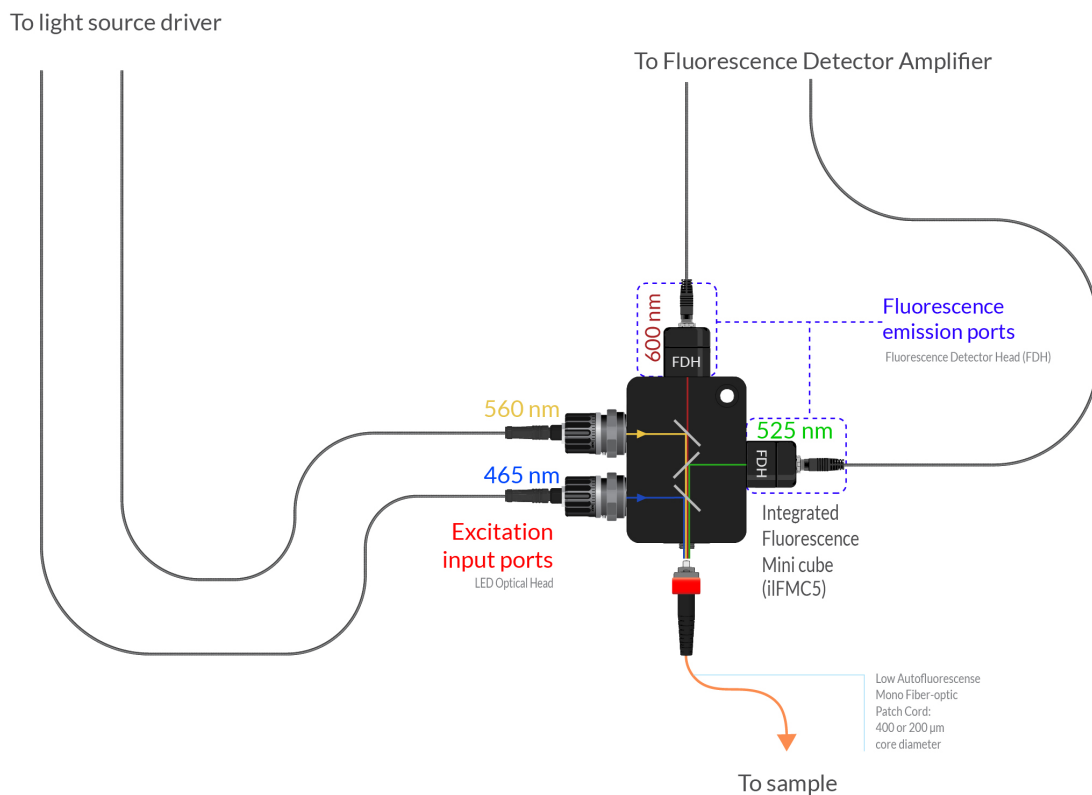 To light source driver
To Fluorescence Detector Amplifier
600 nm
FDH
Fluorescence
emission ports
Fluorescence Detector Head (FDH)
560 nm
525 nm
FDH
465 nm
Excitation
input ports
LED Optical Head
Integrated
Fluorescence
Mini cube
(ilFMC5)
Low Autofluorescense
Mono Fiber-optic
Patch Cord:
400 or 200 µm
core diameter
To sample